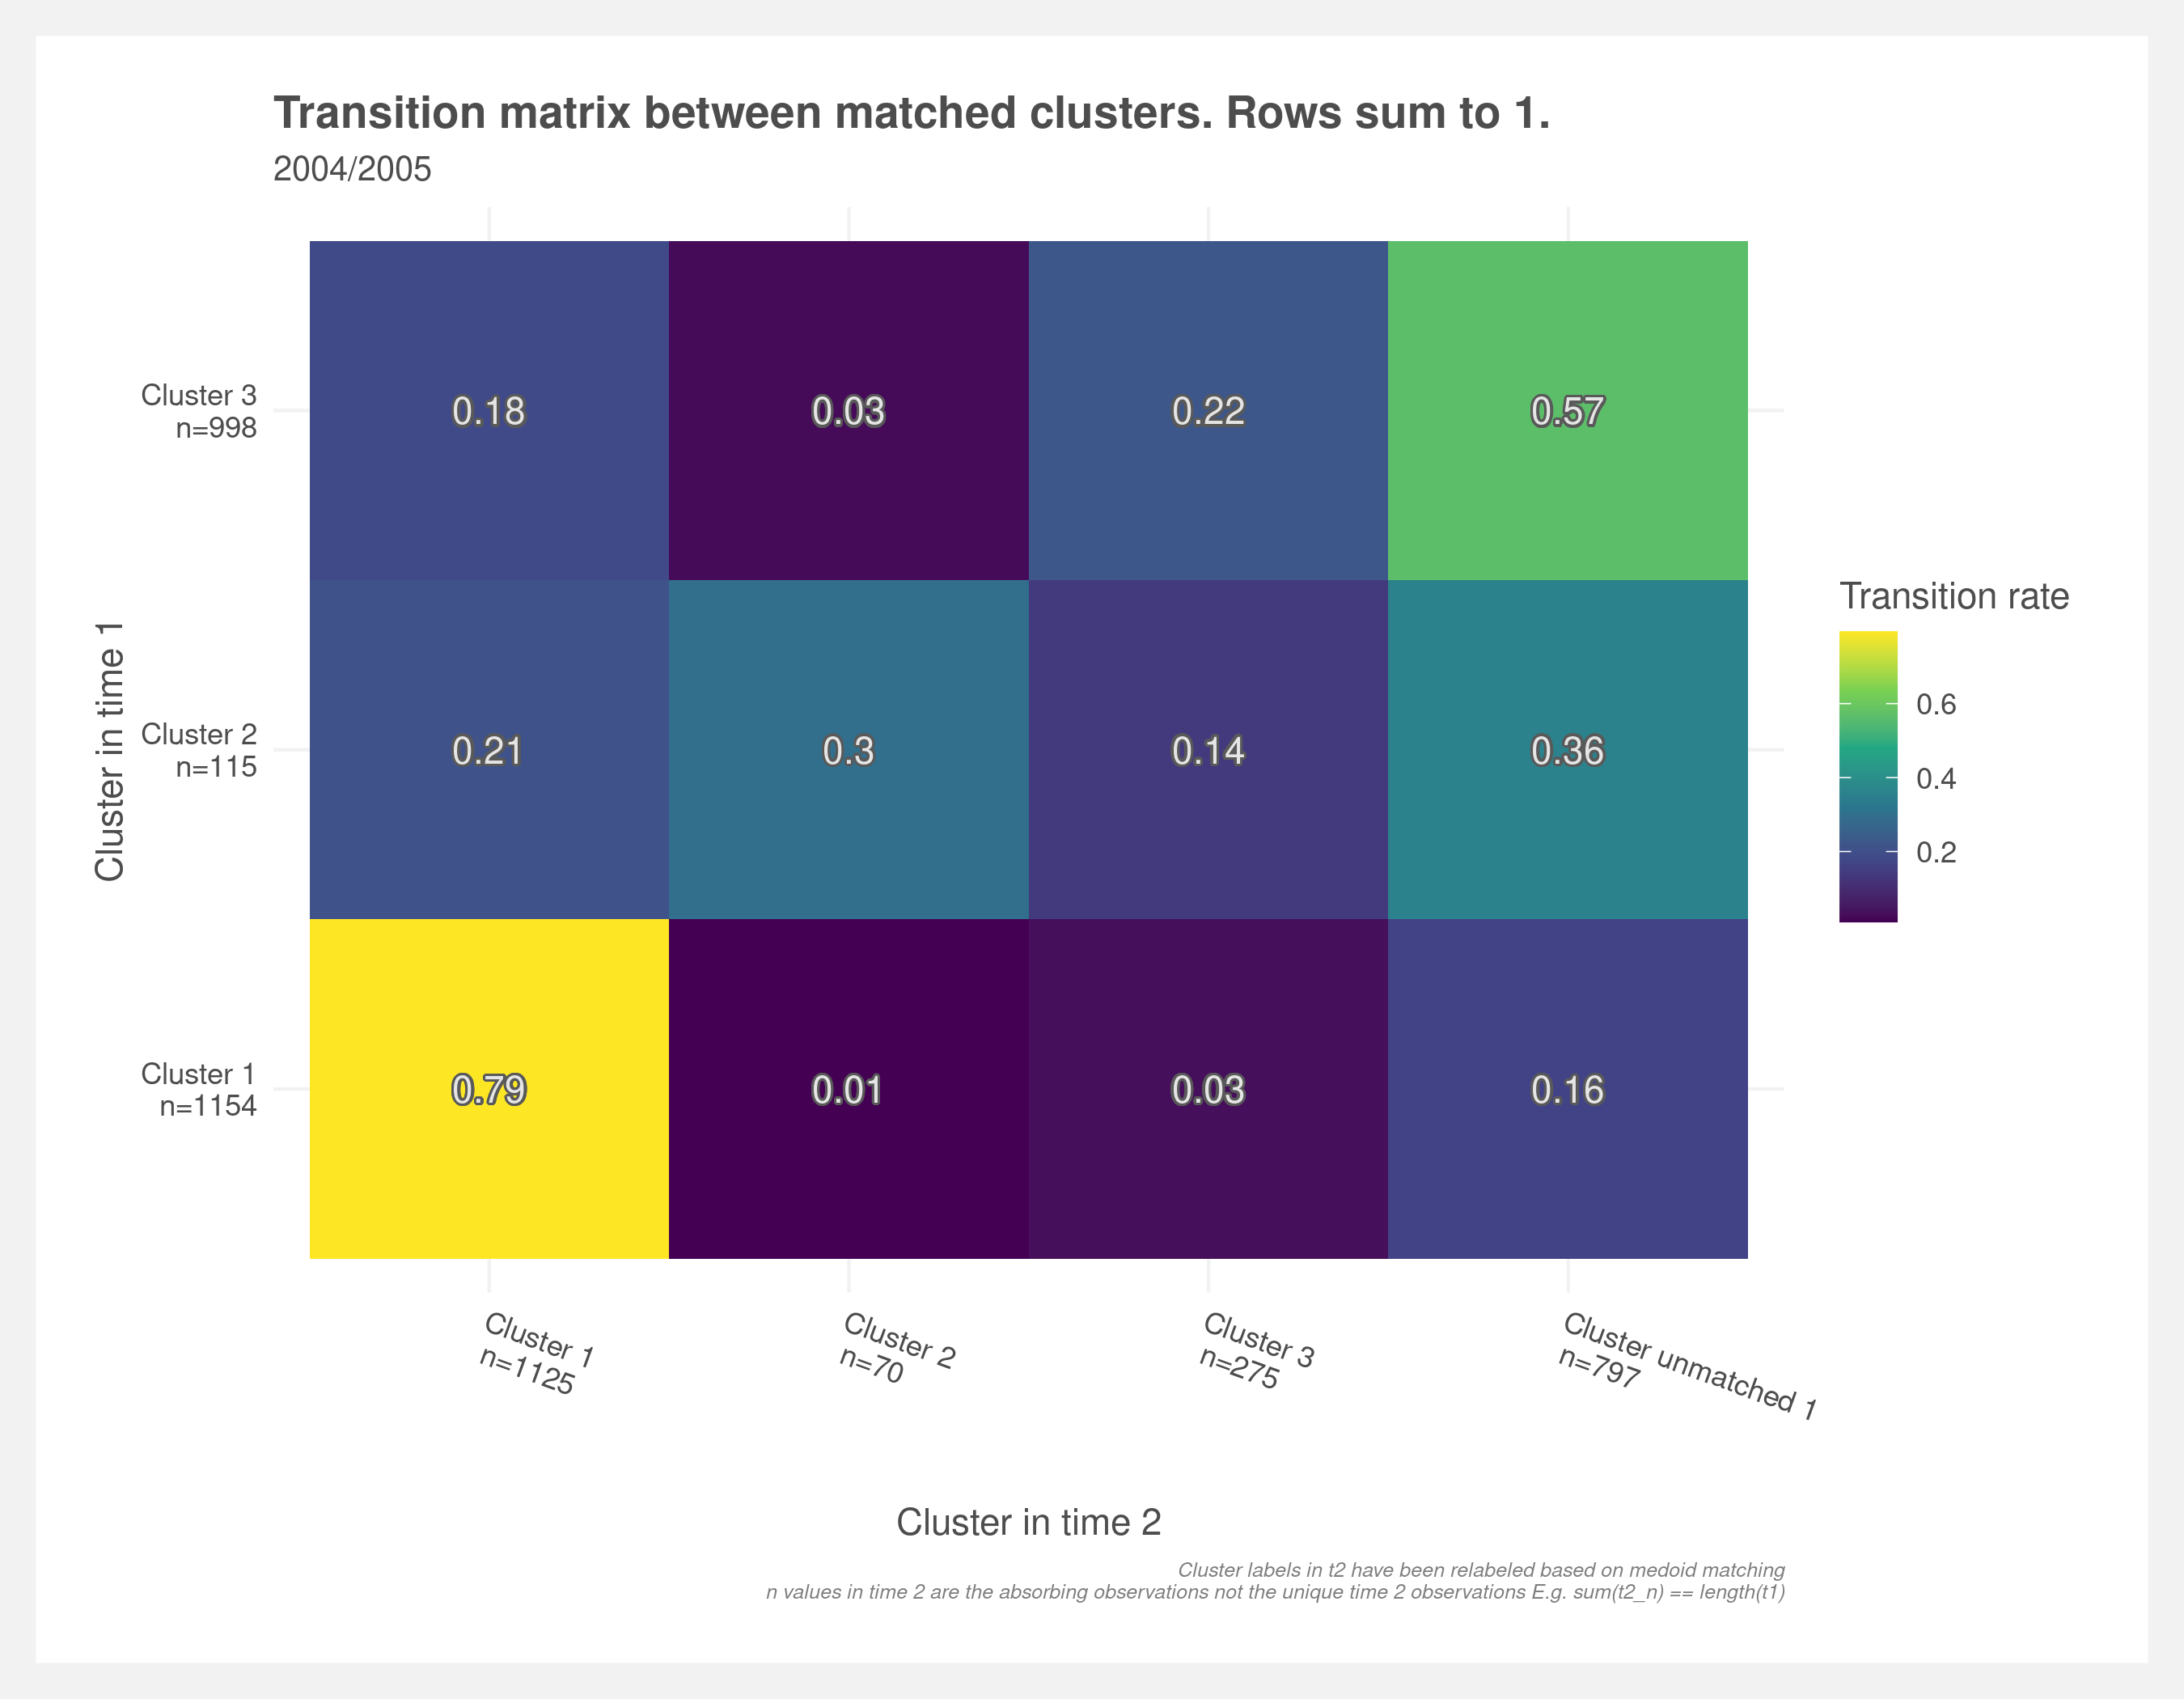 Transition matrix between matched clusters. Rows sum to 1.
2004/2005
Cluster in time 1
Cluster 3
n=998
0.18
0.03
0.22
0.57
Cluster 2
n=115
0.21
0.3
0.14
0.36
Cluster 1
n=1154
0.79
0.01
0.03
0.16
Cluster 1
n=1125
Cluster 2
n=70
Cluster 3
n=275
Cluster unmatched 1
n=797
Cluster in time 2
Transition rate
0.6
0.4
0.2
Cluster labels in t2 have been relabeled based on medoid matching
n values in time 2 are the absorbing observations not the unique time 2 observations E.g. sum(t2_n) == length(t1)